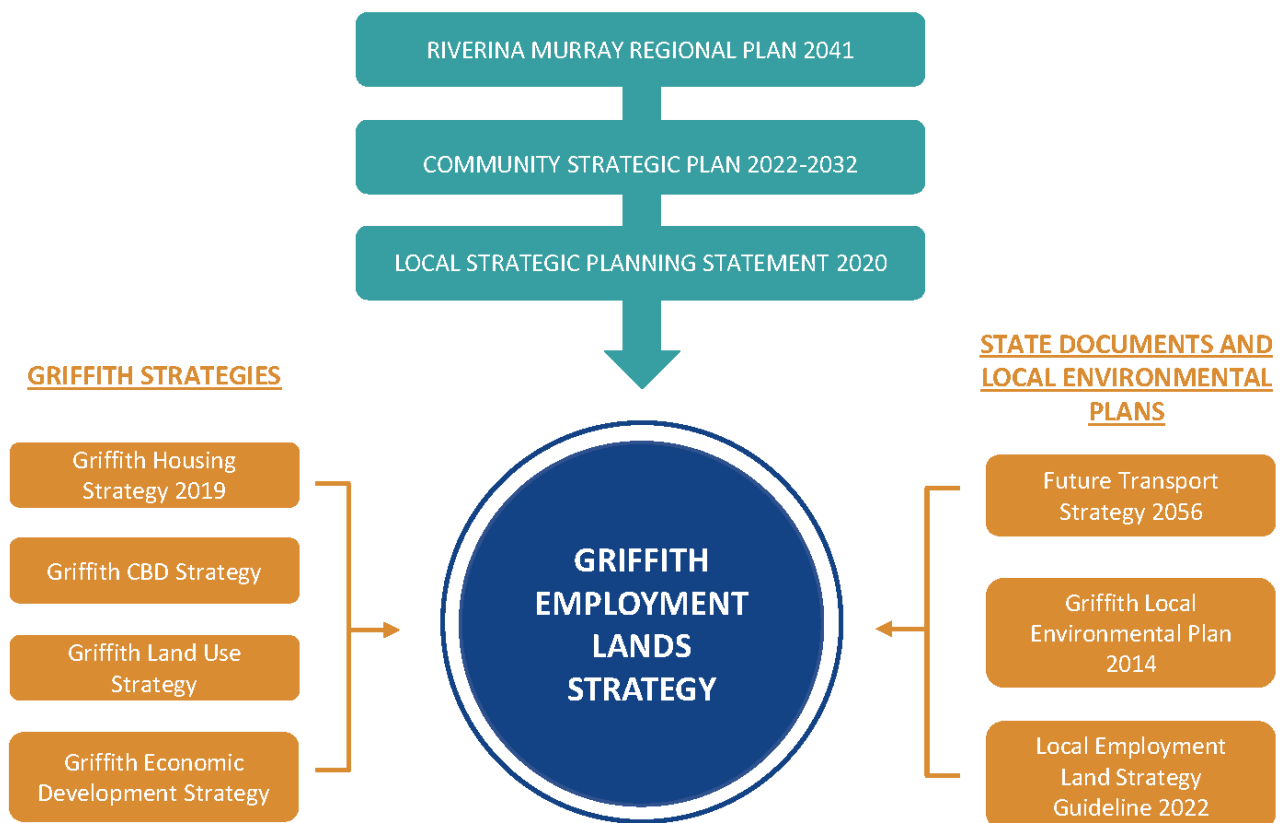 RIVERINA MURRAY REGIONAL PLAN 2041
COMMUNITY STRATEGIC PLAN 2022-2032
LOCAL STRATEGIC PLANNING STATEMENT 2020
GRIFFITH STRATEGIES
Griffith Housing
Strategy 2019
Griffith CBD Strategy
Griffith Land Use
Strategy
Griffith Economic
Development Strategy
GRIFFITH
EMPLOYMENT
LANDS
STRATEGY
STATE DOCUMENTS AND
LOCAL ENVIRONMENTAL
PLANS
Future Transport
Strategy 2056
Griffith Local
Environmental Plan
2014
Local Employment
Land Strategy
Guideline 2022